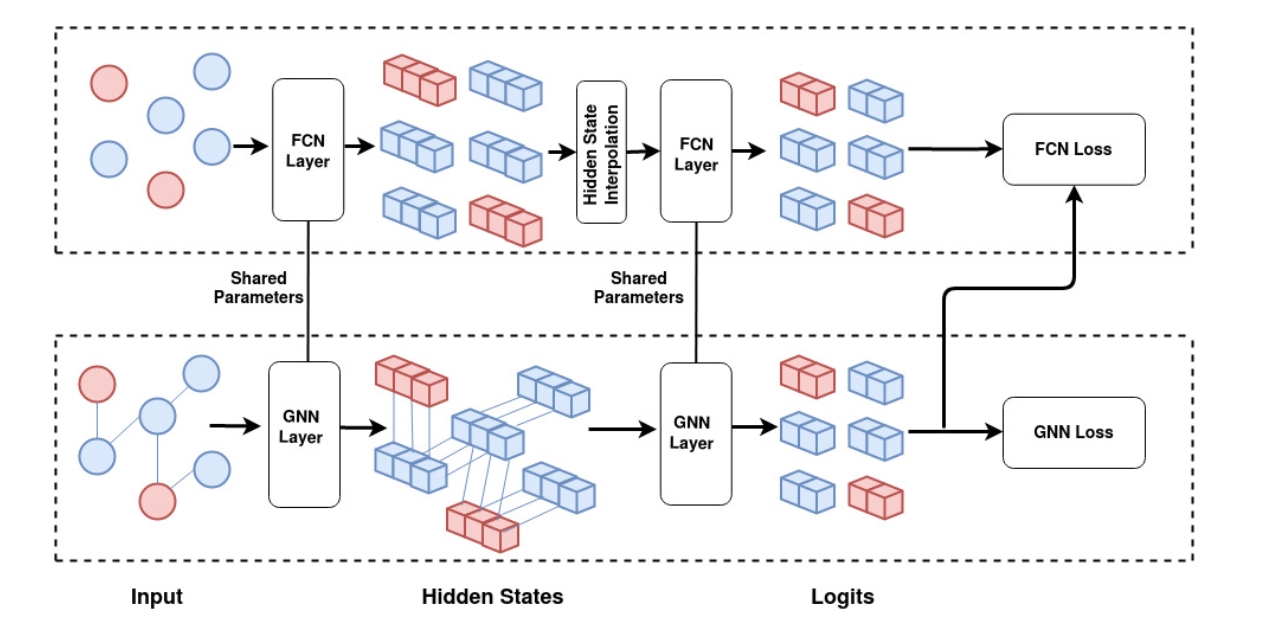 FCN
Layer
Hidden State
Interpolation
FCN
Layer
FCN Loss
Shared
Parameters
Shared
Parameters
GNN
Layer
GNN
Layer
GNN Loss
Input
Hidden States
Logits